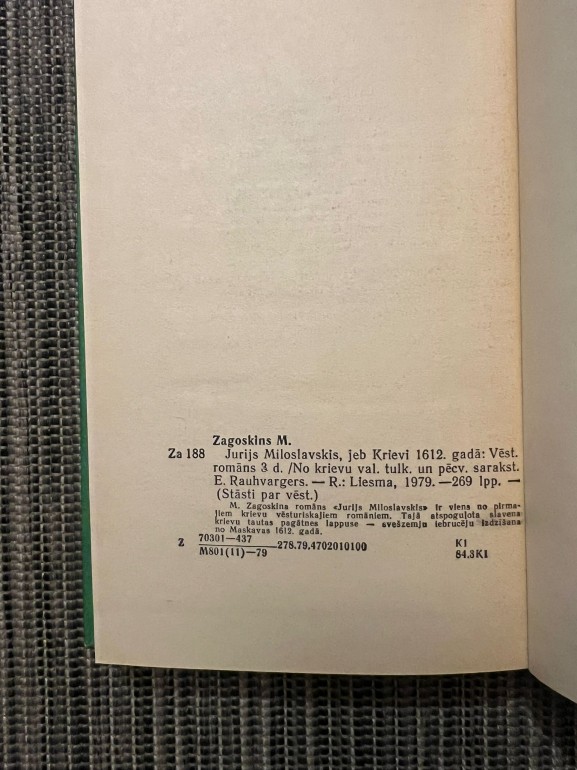 Zagoskins M.
Za 188 Jurijs Miloslavskis, jeb Krievi 1612. gadā: Vēst.
romāns 3 d. /No krievu val. tulk. un pēcv. sarakst.
E. Rauhvargers. — R.: Liesma, 1979. —269 lpp. —
(Stāsti par vēst.)
M. Zagoskina romāns «Jurijs Miloslavskis» ir viens no pirma-
jiem krievu vēsturiskajiem romāniem. Tajā atspoguļota slavena
krievu tautas pagātnes lappuse — svešzemju iebrucēju izdzīšana
no Maskavas 1612. gadā.
Z 70301—437
M801(11)—79 278.79.4702010100 K1
84.3K1